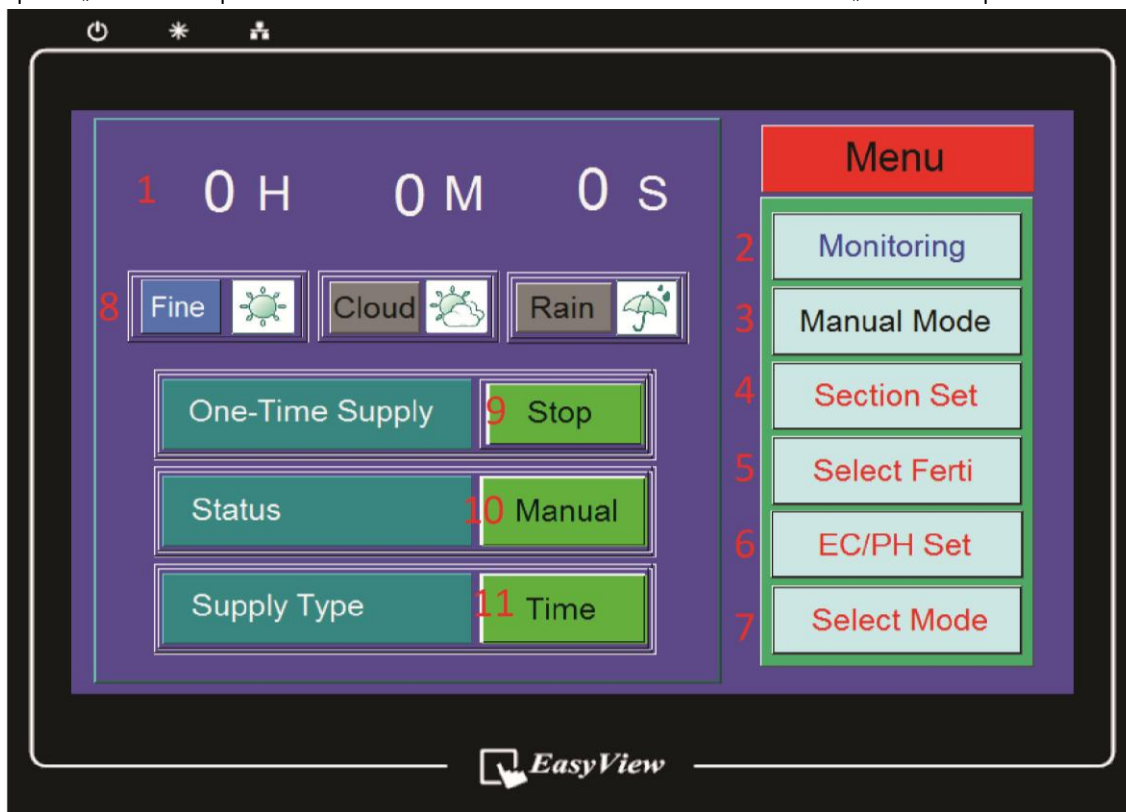 1 0 H 0 M 0 S
8 Fine Cloud Rain
One-Time Supply 9 Stop
Status 10 Manual
Supply Type 11 Time
Menu
2 Monitoring
3 Manual Mode
4 Section Set
5 Select Ferti
6 EC/PH Set
7 Select Mode
EasyView